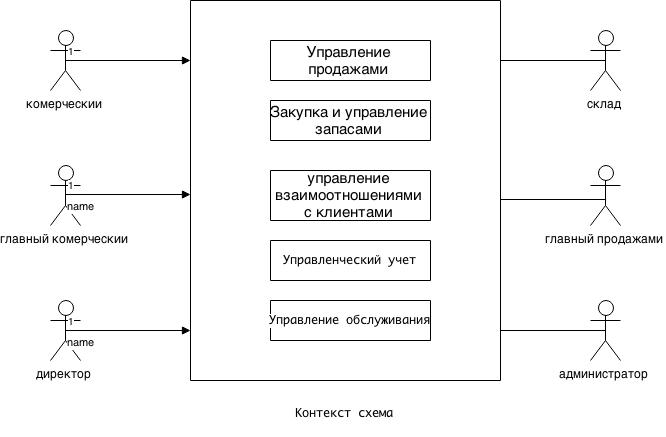 Управление
продажами
1
1
комерческии
склад
Закупка и управление
запасами
управление
взаимоотношениями
с клиентами
1
name
главный комерческии
главный продажами
Управленческий учет
Управление обслуживания
1
name
директор
администратор
Контекст схема